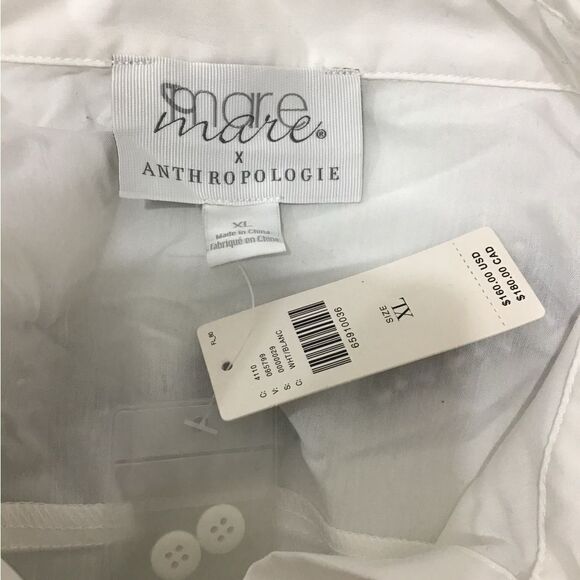 mare
mare®
X
ANTHROPOLOGIE
XL
Made in China
Fabriqué en Chine
$160.00 USD
$180.00 CAD
SIZE
XL
65910036
C: WHT/BLANC
S: 0000029
V: 065799
C: 4110